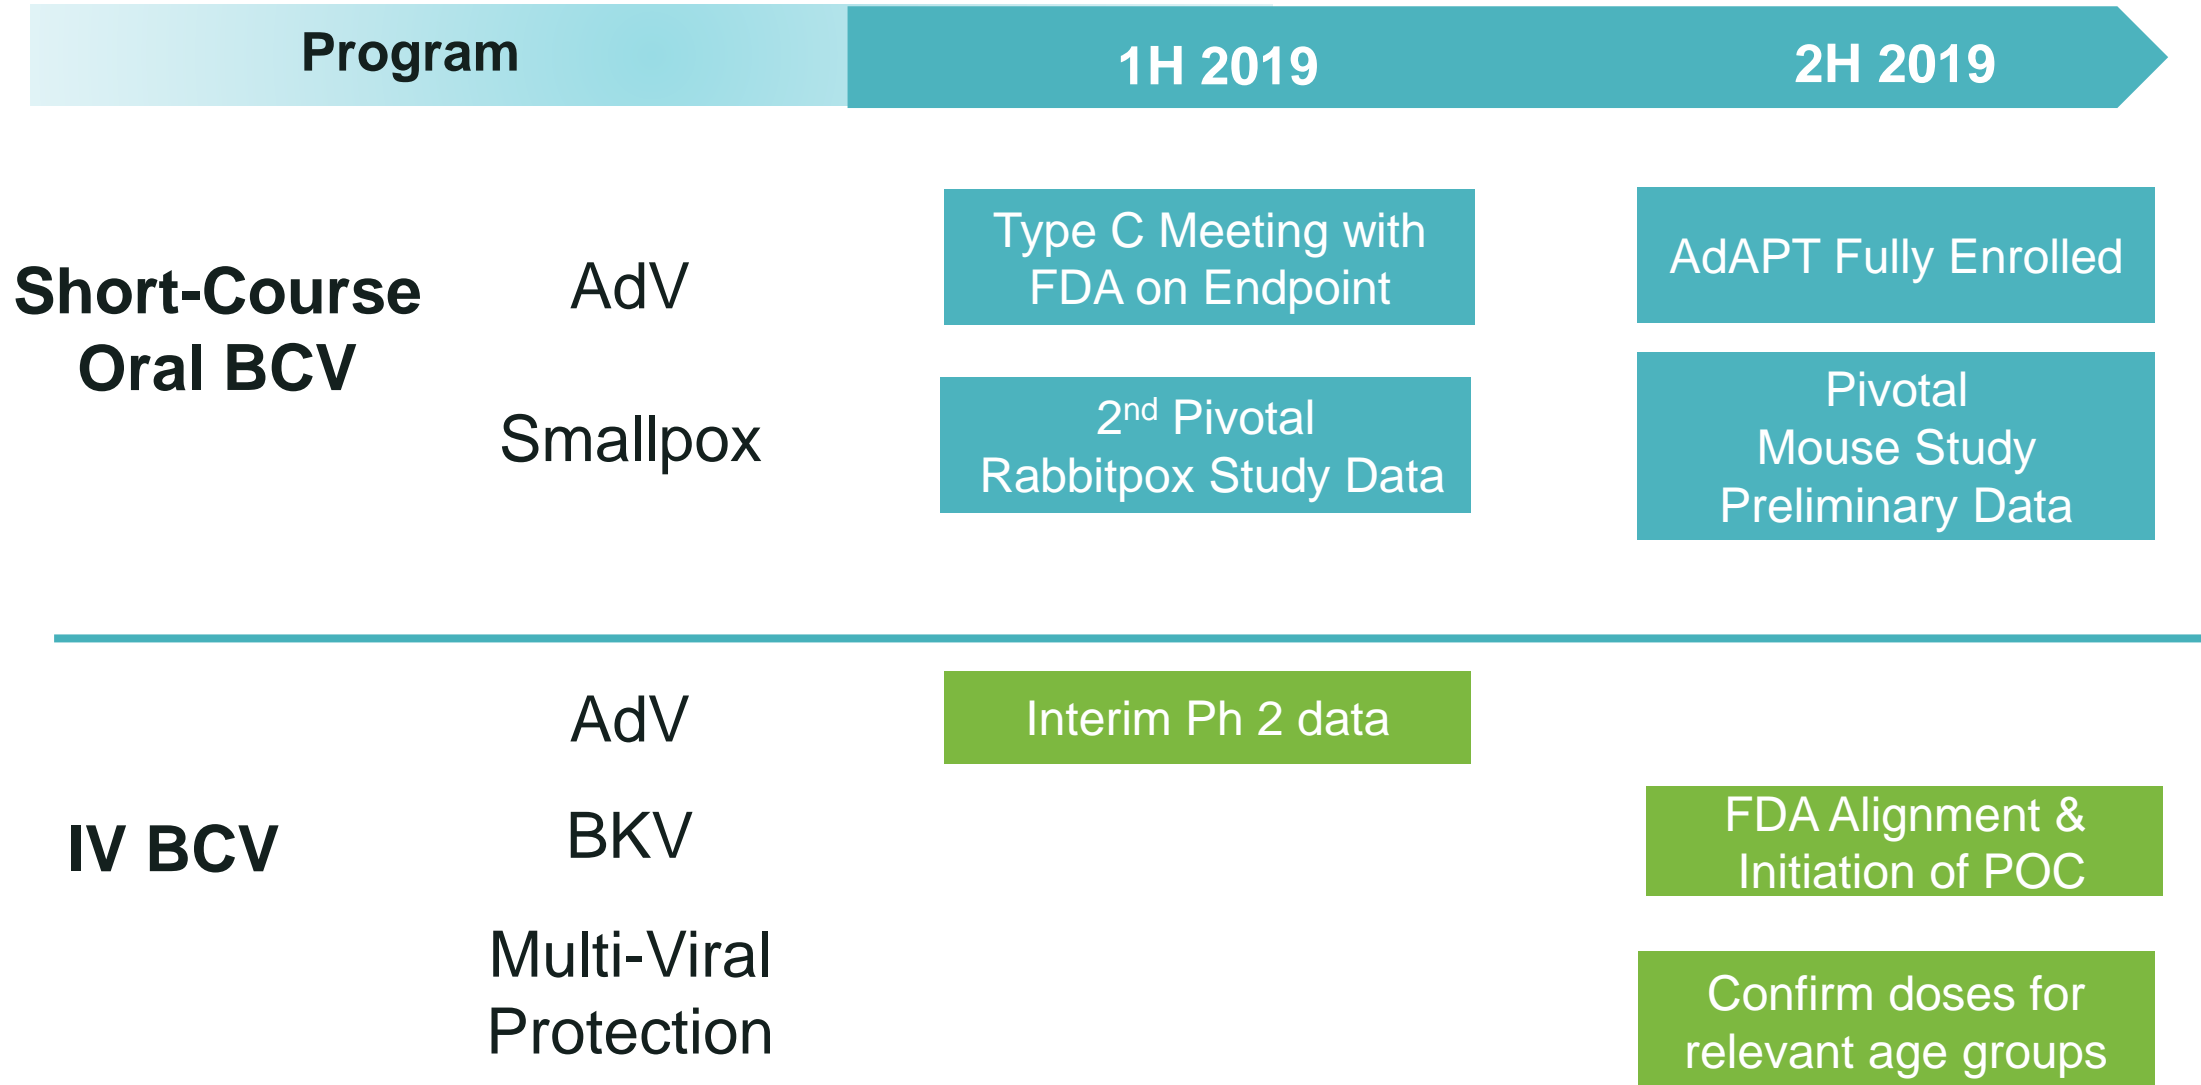 Program
1H 2019
2H 2019
Short-Course
Oral BCV
AdV
Type C Meeting with
FDA on Endpoint
AdAPT Fully Enrolled
Smallpox
2nd Pivotal
Rabbitpox Study Data
Pivotal
Mouse Study
Preliminary Data
IV BCV
AdV
Interim Ph 2 data
BKV
FDA Alignment &
Initiation of POC
Multi-Viral
Protection
Confirm doses for
relevant age groups